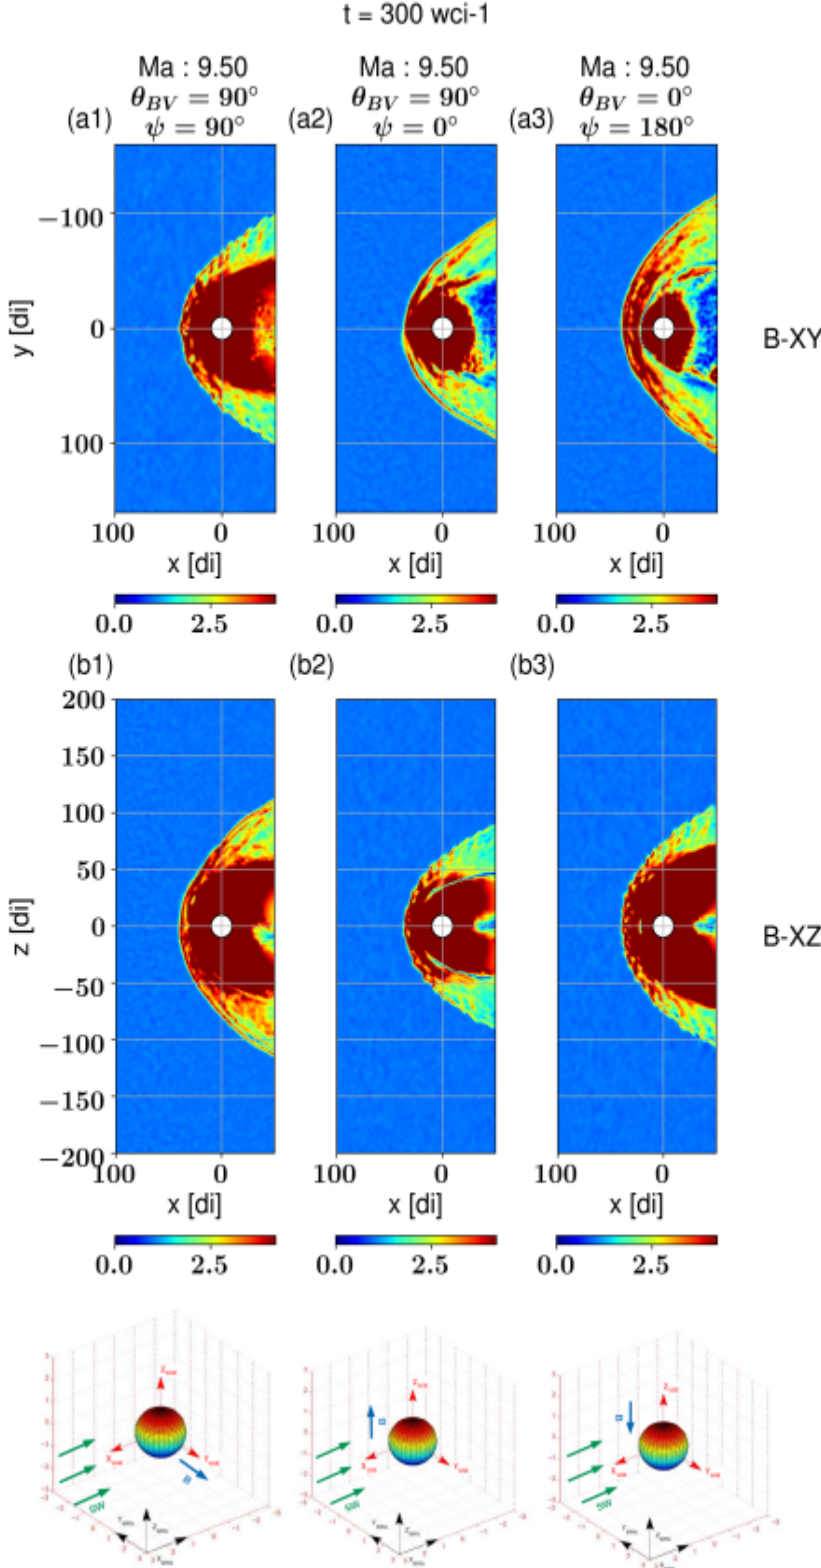 t = 300 wci-1
Ma : 9.50 Ma : 9.50 Ma : 9.50
θ_BV = 90° θ_BV = 90° θ_BV = 0°
(a1) ψ = 90° (a2) ψ = 0° (a3) ψ = 180°
−100
0
100
y [di]
B-XY
100 0 100 0 100 0
x [di] x [di] x [di]
0.0 2.5 0.0 2.5 0.0 2.5
(b1) (b2) (b3)
200
150
100
50
0
−50
−100
−150
−200
z [di]
B-XZ
100 0 100 0 100 0
x [di] x [di] x [di]
0.0 2.5 0.0 2.5 0.0 2.5
B B B
SW SW SW